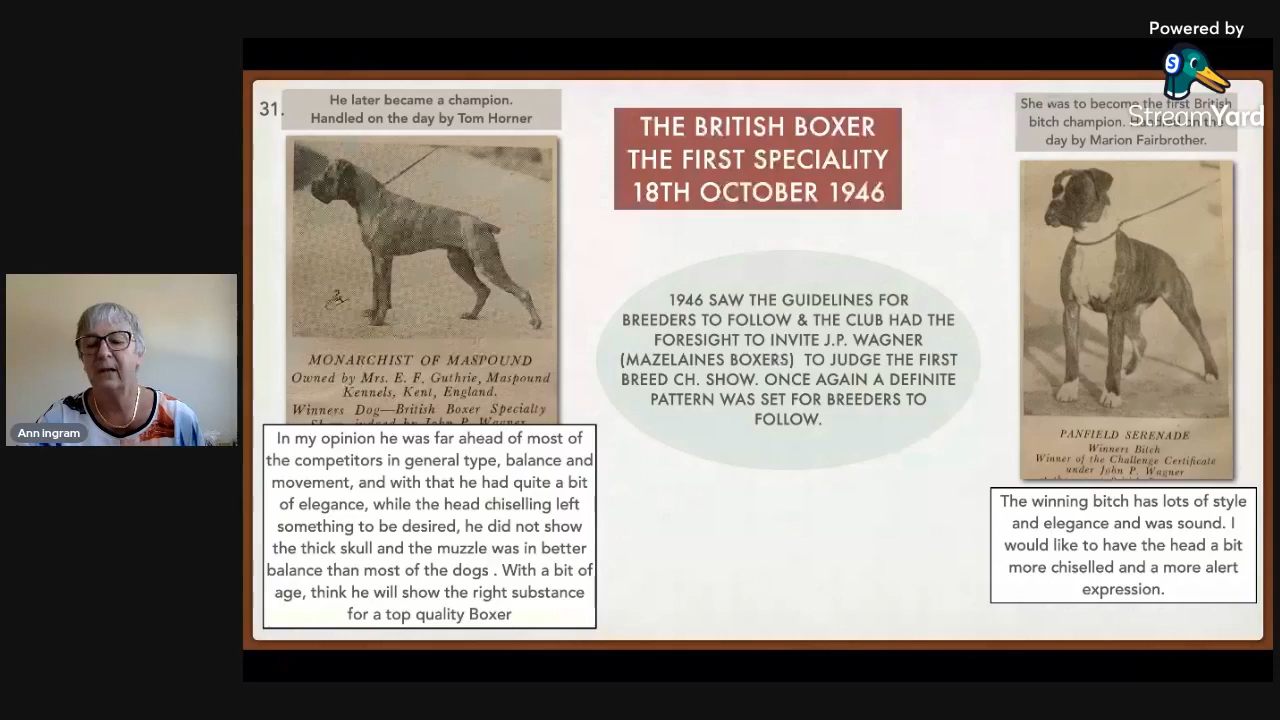 Powered by
StreamYard
31.
He later became a champion.
Handled on the day by Tom Horner
MONARCHIST OF MASPOUND
Owned by Mrs. E. F. Guthrie, Maspound
Kennels, Kent, England.
Winners Dog—British Boxer Specialty
In my opinion he was far ahead of most of
the competitors in general type, balance and
movement, and with that he had quite a bit
of elegance, while the head chiselling left
something to be desired, he did not show
the thick skull and the muzzle was in better
balance than most of the dogs . With a bit of
age, think he will show the right substance
for a top quality Boxer
THE BRITISH BOXER
THE FIRST SPECIALITY
18TH OCTOBER 1946
1946 SAW THE GUIDELINES FOR
BREEDERS TO FOLLOW & THE CLUB HAD THE
FORESIGHT TO INVITE J.P. WAGNER
(MAZELAINES BOXERS) TO JUDGE THE FIRST
BREED CH. SHOW. ONCE AGAIN A DEFINITE
PATTERN WAS SET FOR BREEDERS TO
FOLLOW.
She was to become the first British
bitch champion.
day by Marion Fairbrother.
PANFIELD SERENADE
Winners Bitch
Winner of the Challenge Certificate
under John P. Wagner
The winning bitch has lots of style
and elegance and was sound. I
would like to have the head a bit
more chiselled and a more alert
expression.
Ann ingram